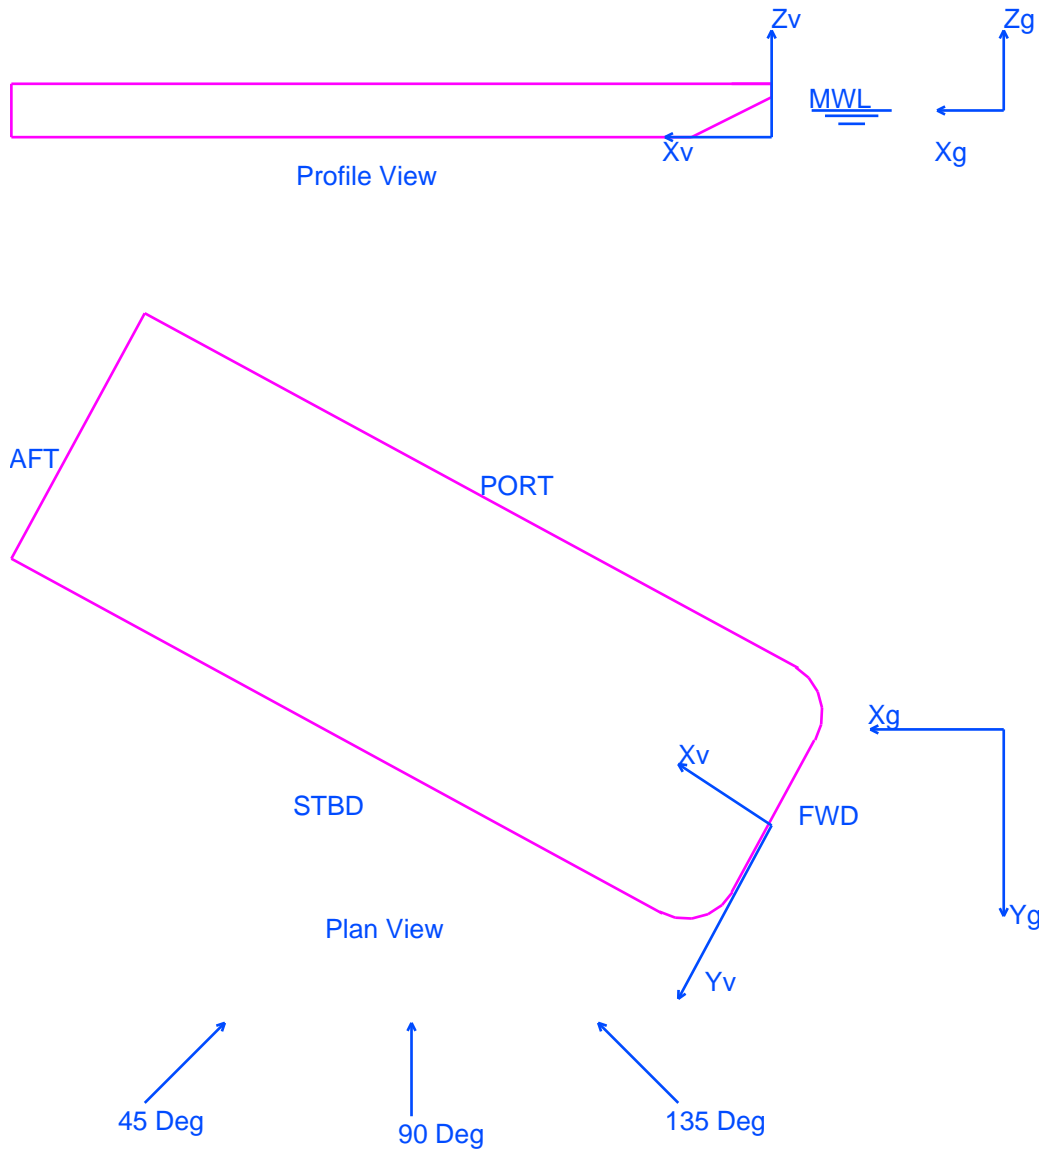 Zv
Zg
MWL
Xv
Xg
Profile View
AFT
PORT
Xg
Xv
STBD
FWD
Yg
Plan View
Yv
45 Deg
90 Deg
135 Deg